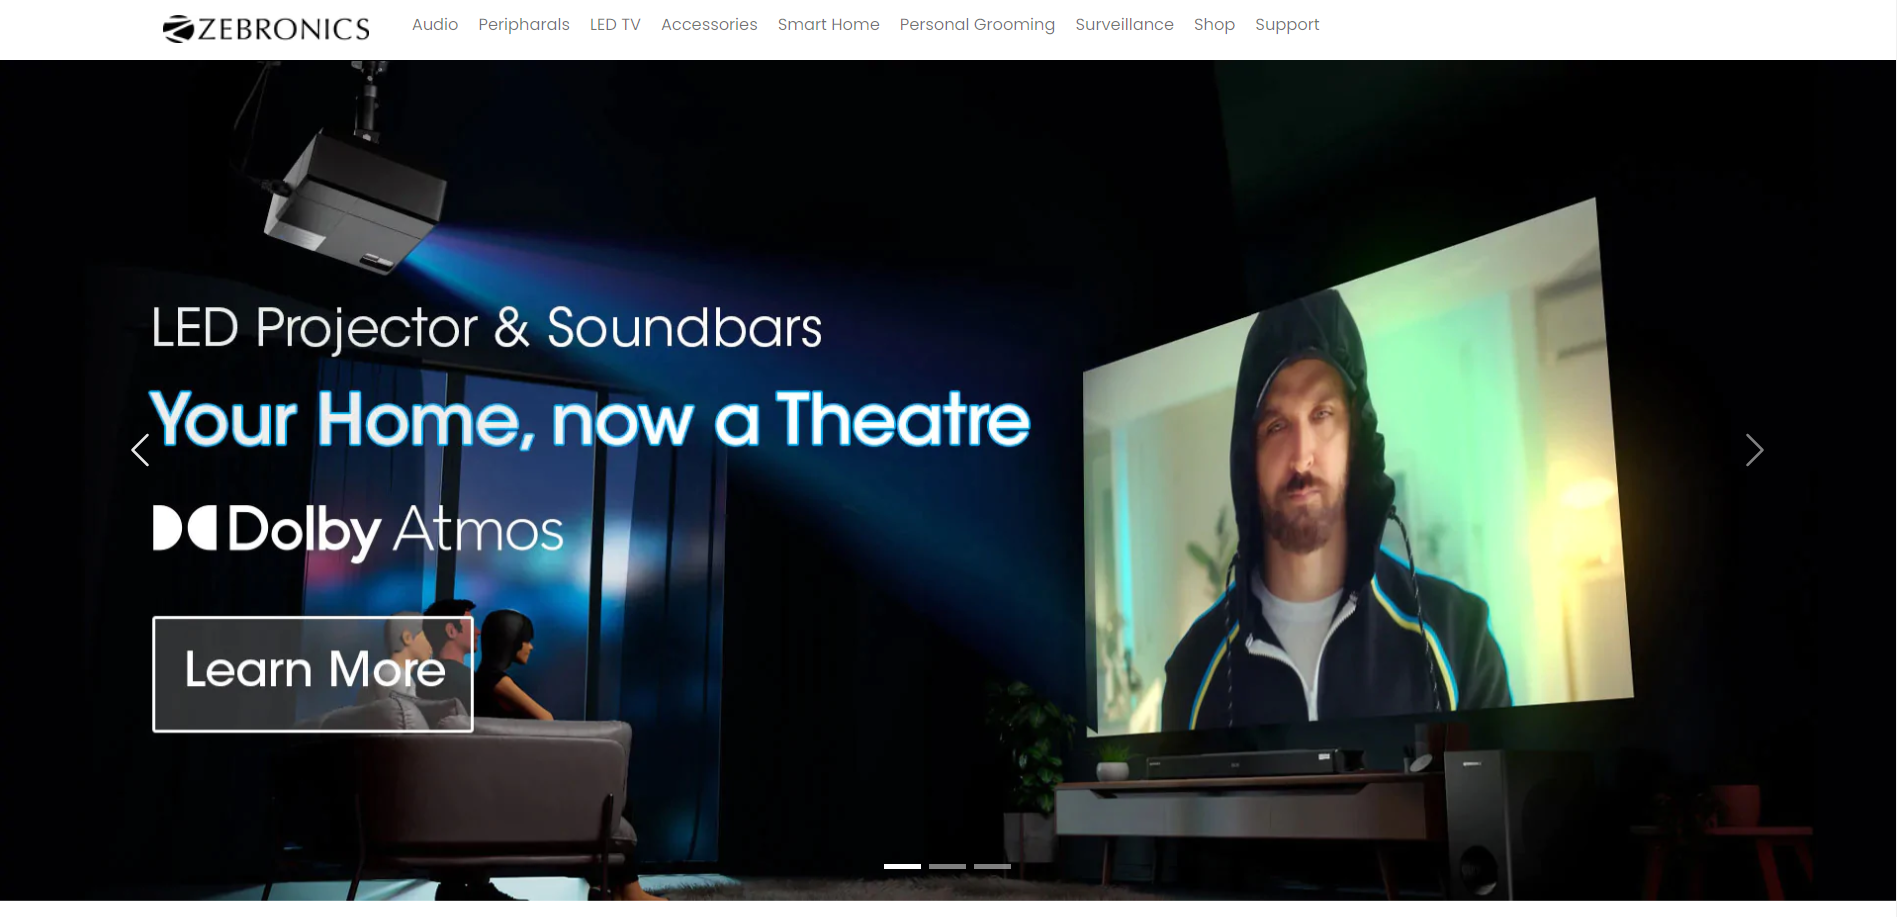 ZEBRONICS
Audio Peripharals LED TV Accessories Smart Home Personal Grooming Surveillance Shop Support
LED Projector & Soundbars
Your Home, now a Theatre
Dolby Atmos
Learn More